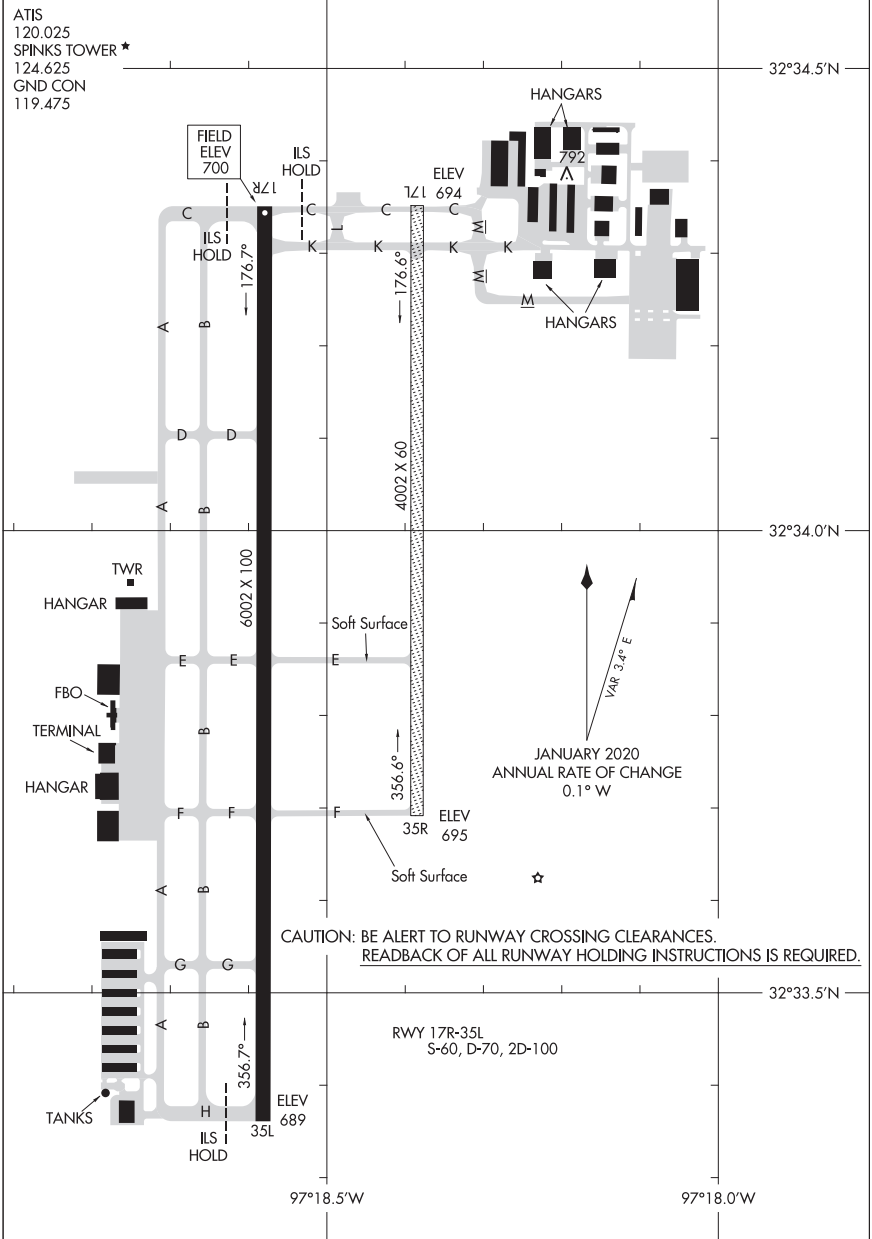 ATIS
120.025
SPINKS TOWER ★
124.625
GND CON
119.475
32°34.5'N
HANGARS
FIELD
ELEV
700
ILS
HOLD
792
17R
17L
ELEV
694
C
C
C
C
ILS
HOLD
L
M
K
K
K
K
176.7°
176.6°
M
M
HANGARS
A
B
D
D
4002 X 60
A
B
32°34.0'N
TWR
6002 X 100
HANGAR
Soft Surface
E
E
E
VAR 3.4° E
FBO
TERMINAL
B
356.6°
JANUARY 2020
ANNUAL RATE OF CHANGE
0.1° W
HANGAR
F
F
F
35R
ELEV
695
Soft Surface
A
B
CAUTION: BE ALERT TO RUNWAY CROSSING CLEARANCES.
READBACK OF ALL RUNWAY HOLDING INSTRUCTIONS IS REQUIRED.
G
G
32°33.5'N
A
B
356.7°
RWY 17R-35L
S-60, D-70, 2D-100
TANKS
H
ELEV
689
35L
ILS
HOLD
97°18.5'W
97°18.0'W